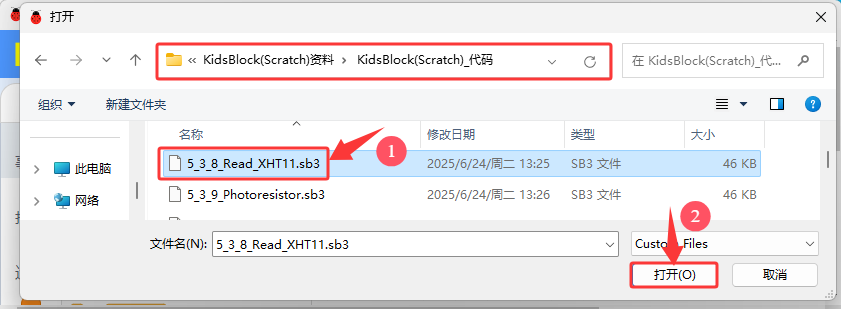 打开
« KidsBlock(Scratch)资料 › KidsBlock(Scratch)_代码
在 KidsBlock(Scratch)_代...
组织
新建文件夹
名称 修改日期 类型 大小
此电脑
5_3_8_Read_XHT11.sb3 2025/6/24/周二 13:25 SB3 文件 46 KB
1
网络
5_3_9_Photoresistor.sb3 2025/6/24/周二 13:26 SB3 文件 46 KB
2
文件名(N): 5_3_8_Read_XHT11.sb3 Custom Files
打开(O) 取消